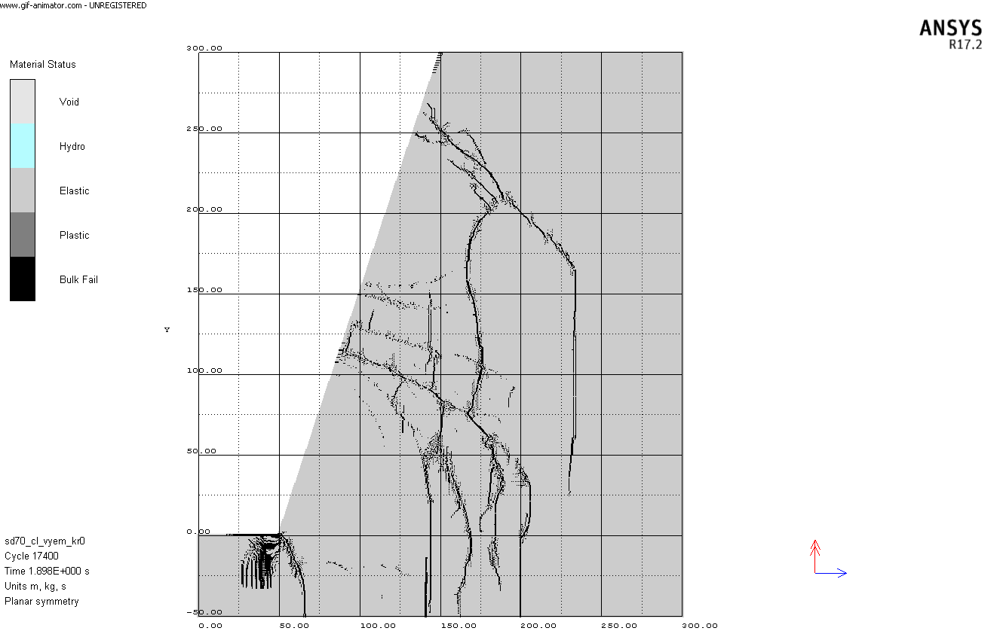 www.gif-animator.com - UNREGISTERED
ANSYS
R17.2
Material Status
Void
Hydro
Elastic
Plastic
Bulk Fail
300.00
250.00
200.00
150.00
Y
100.00
50.00
0.00
-50.00
0.00 50.00 100.00 150.00 200.00 250.00 300.00
sd70_cl_vyem_kr0
Cycle 17400
Time 1.898E+000 s
Units m, kg, s
Planar symmetry